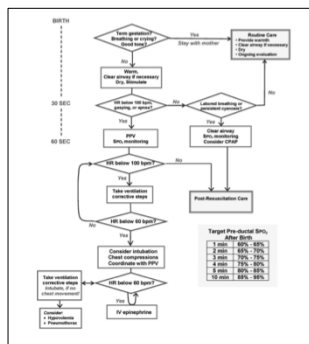 BIRTH
Term gestation?
Breathing or crying?
Good tone?
Yes
Stay with mother
Routine Care
• Provide warmth
• Clear airway if necessary
• Dry
• Ongoing evaluation
No
Warm,
Clear airway if necessary
Dry, Stimulate
No
30 SEC
HR below 100 bpm,
gasping, or apnea?
No
Labored breathing or
persistent cyanosis?
Yes
Yes
60 SEC
PPV
SPO₂ monitoring
Clear airway
SPO₂ monitoring
Consider CPAP
HR below 100 bpm?
No
Yes
Take ventilation
corrective steps
Post-Resuscitation Care
No
HR below 60 bpm?
Yes
Consider intubation
Chest compressions
Coordinate with PPV
Take ventilation
corrective steps
Intubate, if no
chest movement!
HR below 60 bpm?
Yes
Consider:
• Hypovolemia
• Pneumothorax
IV epinephrine
Target Pre-ductal SPO₂
After Birth
1 min 60% - 65%
2 min 65% - 70%
3 min 70% - 75%
4 min 75% - 80%
5 min 80% - 85%
10 min 85% - 95%